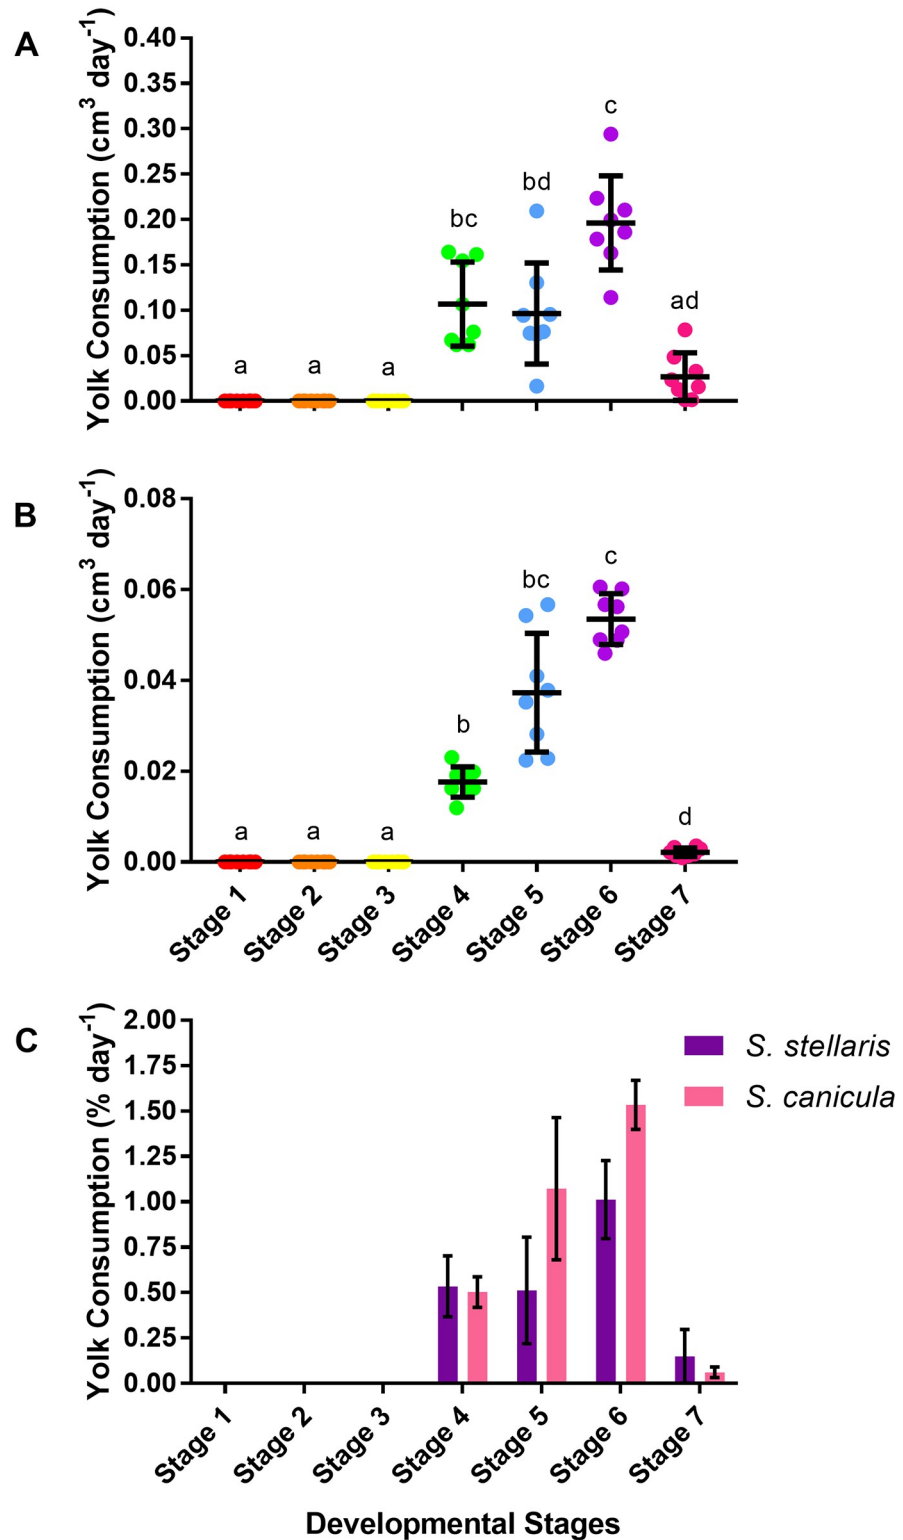 A
Yolk Consumption (cm³ day⁻¹)
0.40
0.35
0.30
0.25
0.20
0.15
0.10
0.05
0.00
a
a
a
bc
bd
c
ad
B
Yolk Consumption (cm³ day⁻¹)
0.08
0.06
0.04
0.02
0.00
a
a
a
b
bc
c
d
Stage 1
Stage 2
Stage 3
Stage 4
Stage 5
Stage 6
Stage 7
C
Yolk Consumption (% day⁻¹)
2.00
1.75
1.50
1.25
1.00
0.75
0.50
0.25
0.00
S. stellaris
S. canicula
Stage 1
Stage 2
Stage 3
Stage 4
Stage 5
Stage 6
Stage 7
Developmental Stages